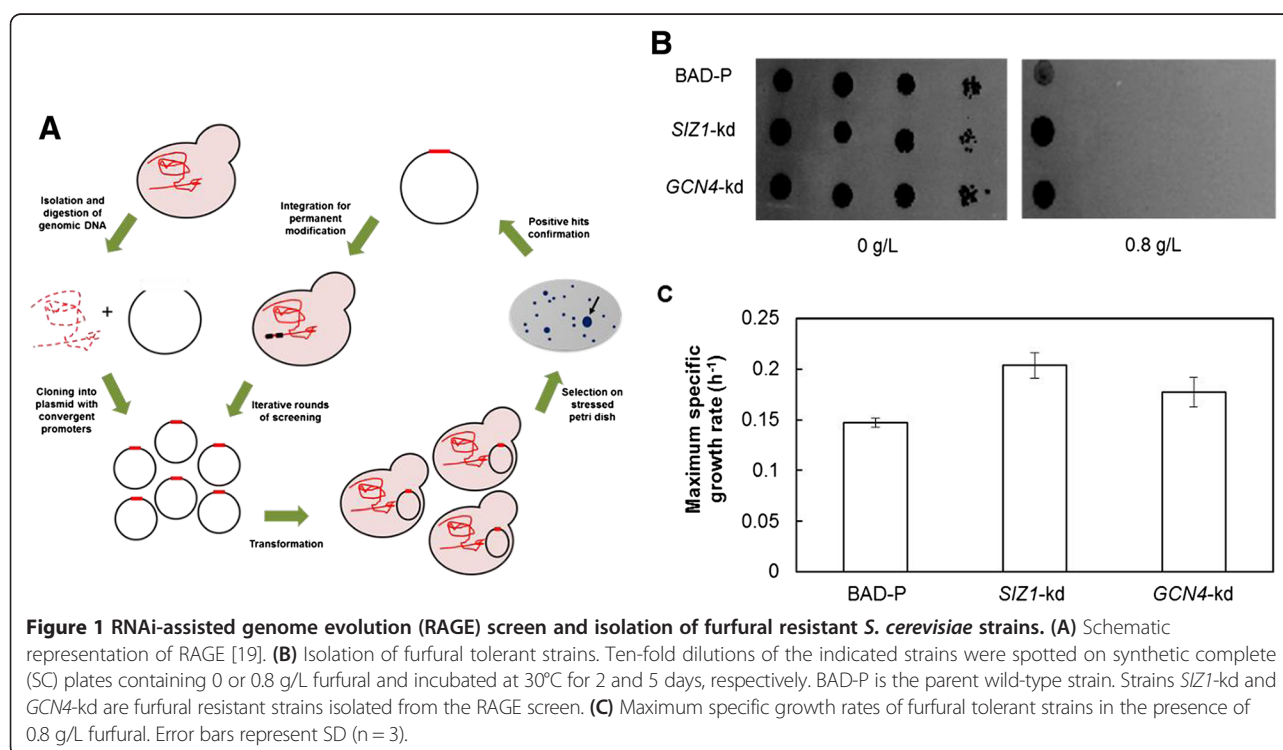 A
Isolation and
digestion of
genomic DNA
+
Cloning into
plasmid with
convergent
promoters
Integration for
permanent
modification
Iterative rounds
of screening
Transformation
Positive hits
confirmation
Selection on
stressed
petri dish
B
BAD-P
SIZ1-kd
GCN4-kd
0 g/L
0.8 g/L
C
Maximum specific
growth rate (h-1)
0.25
0.2
0.15
0.1
0.05
0
BAD-P
SIZ1-kd
GCN4-kd
Figure 1 RNAi-assisted genome evolution (RAGE) screen and isolation of furfural resistant S. cerevisiae strains. (A) Schematic
representation of RAGE [19]. (B) Isolation of furfural tolerant strains. Ten-fold dilutions of the indicated strains were spotted on synthetic complete
(SC) plates containing 0 or 0.8 g/L furfural and incubated at 30°C for 2 and 5 days, respectively. BAD-P is the parent wild-type strain. Strains SIZ1-kd and
GCN4-kd are furfural resistant strains isolated from the RAGE screen. (C) Maximum specific growth rates of furfural tolerant strains in the presence of
0.8 g/L furfural. Error bars represent SD (n = 3).